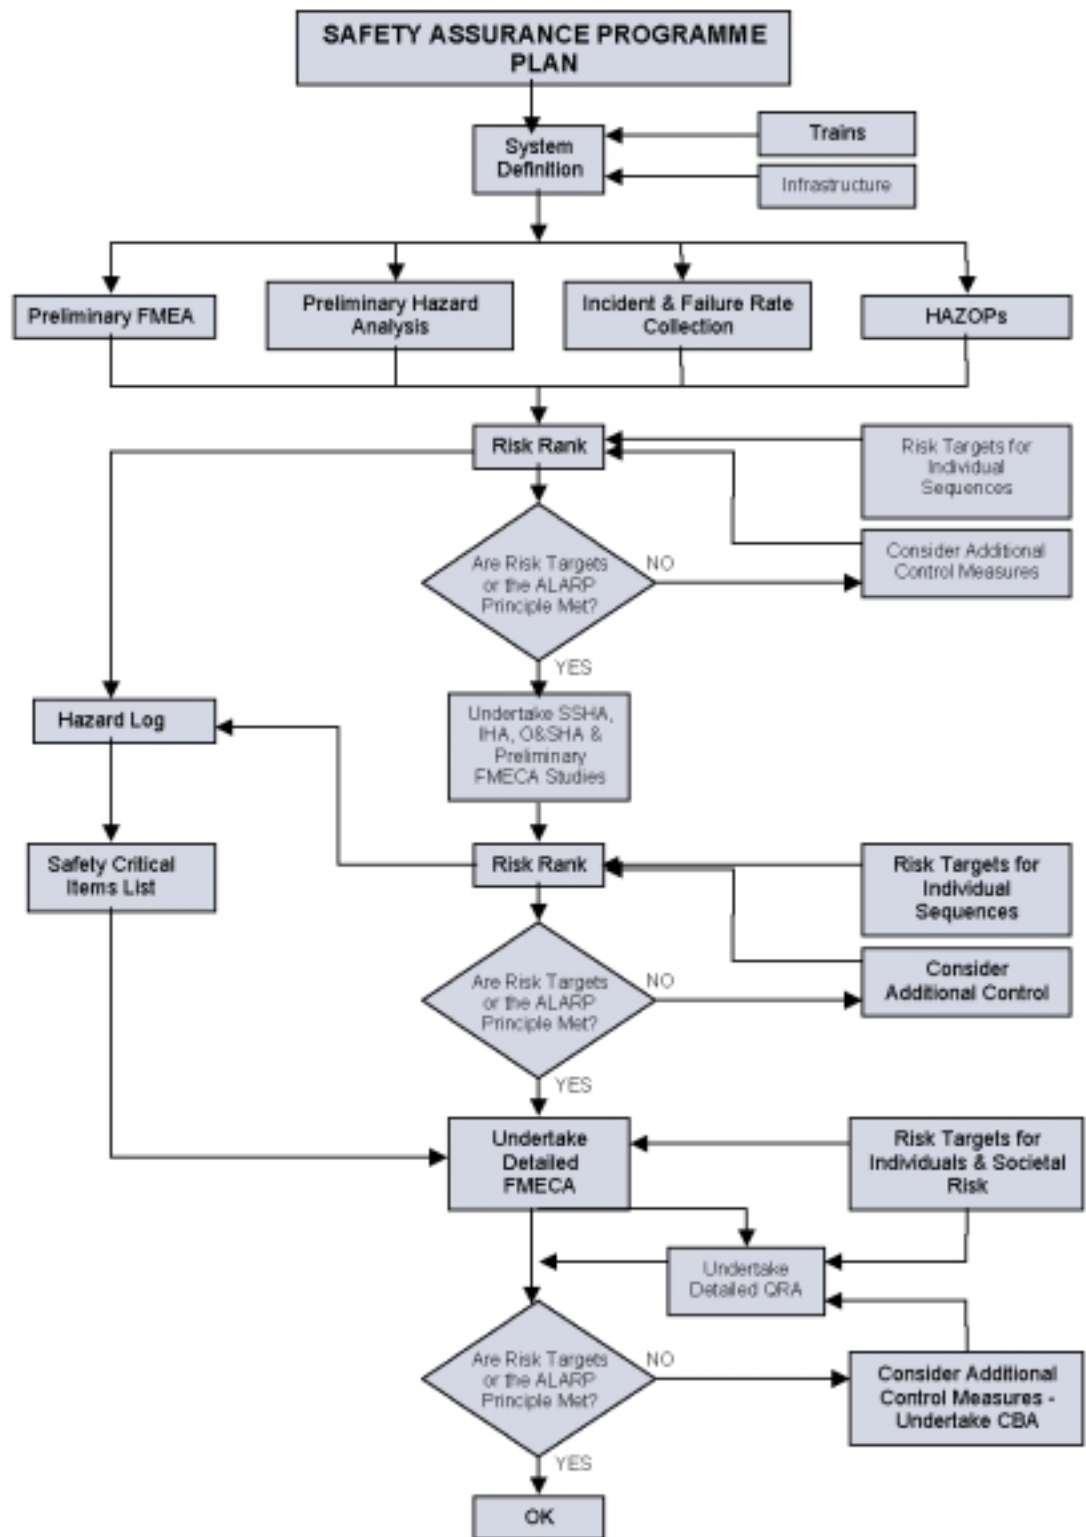 SAFETY ASSURANCE PROGRAMME
PLAN
System
Definition
Trains
Infrastructure
Preliminary FMEA
Preliminary Hazard
Analysis
Incident & Failure Rate
Collection
HAZOPs
Risk Rank
Risk Targets for
Individual
Sequences
Are Risk Targets
or the ALARP
Principle Met?
NO
Consider Additional
Control Measures
YES
Hazard Log
Undertake SSHA,
IHA, O&SHA &
Preliminary
FMECA Studies
Safety Critical
Items List
Risk Rank
Risk Targets for
Individual
Sequences
Are Risk Targets
or the ALARP
Principle Met?
NO
Consider
Additional Control
YES
Undertake
Detailed
FMECA
Risk Targets for
Individuals & Societal
Risk
Undertake
Detailed QRA
Are Risk Targets
or the ALARP
Principle Met?
NO
Consider Additional
Control Measures -
Undertake CBA
YES
OK